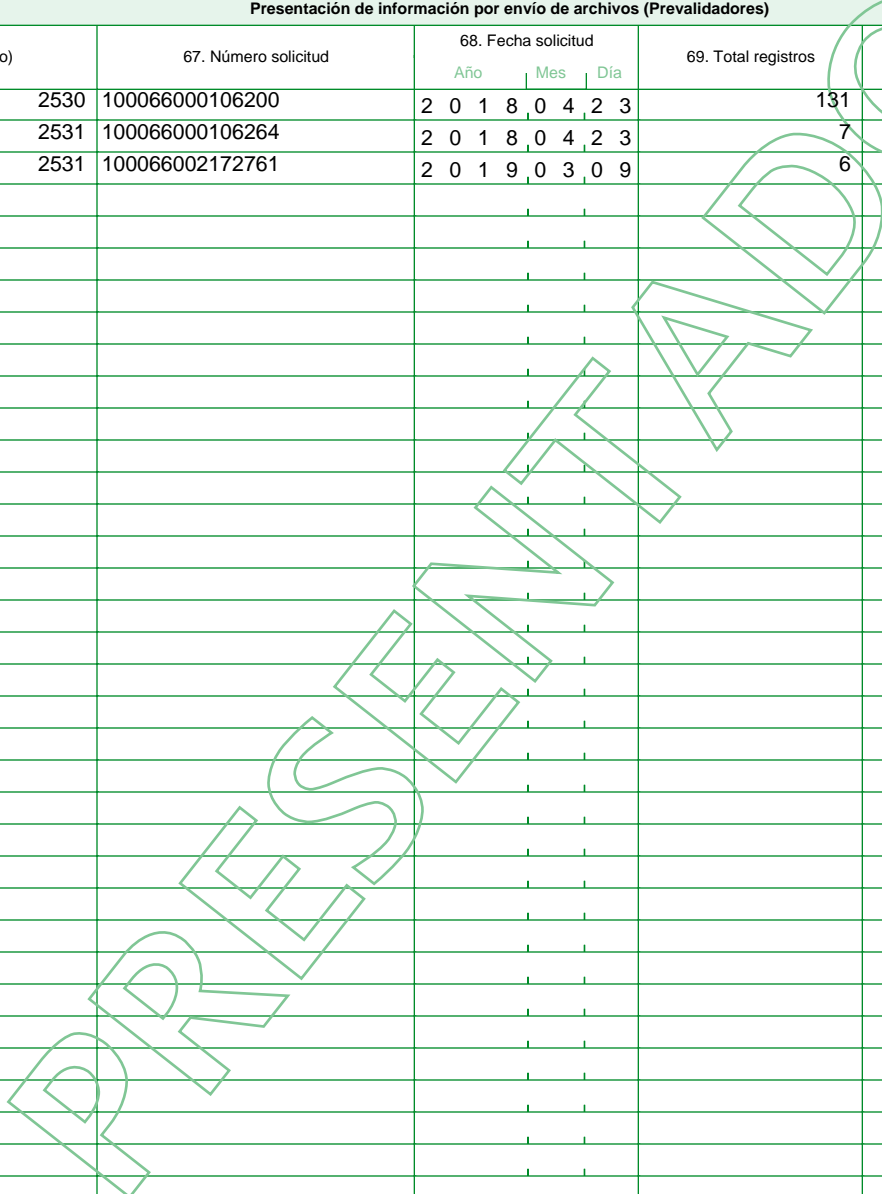 Presentación de información por envío de archivos (Prevalidadores)
o) 67. Número solicitud 68. Fecha solicitud 69. Total registros
Año Mes Día
2530 100066000106200 2 0 1 8 0 4 2 3 131
2531 100066000106264 2 0 1 8 0 4 2 3 7
2531 100066002172761 2 0 1 9 0 3 0 9 6
PRESENTADO